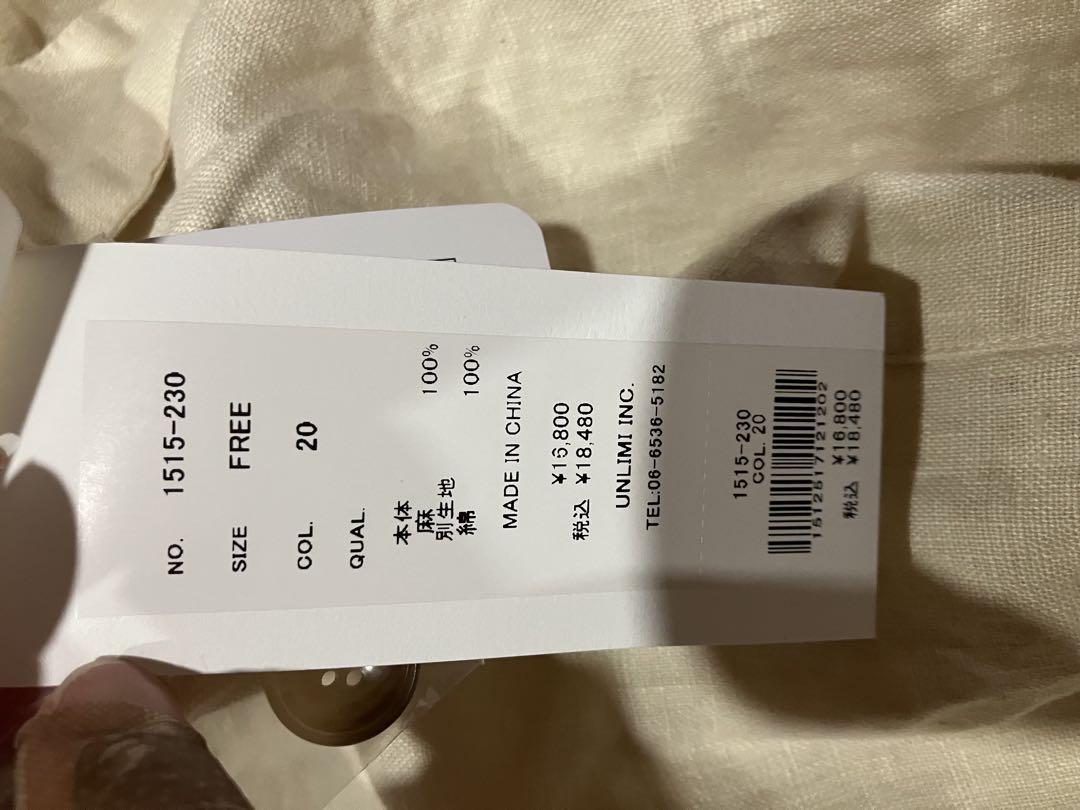 NO. 1515-230
SIZE FREE
COL. 20
QUAL.
本体
麻 100%
別生地
綿 100%
MADE IN CHINA
¥16,800
税込 ¥18,480
UNLIMI INC.
TEL:06-6536-5182
1515-230
COL. 20
1512517121202
¥16,800
税込 ¥18,480